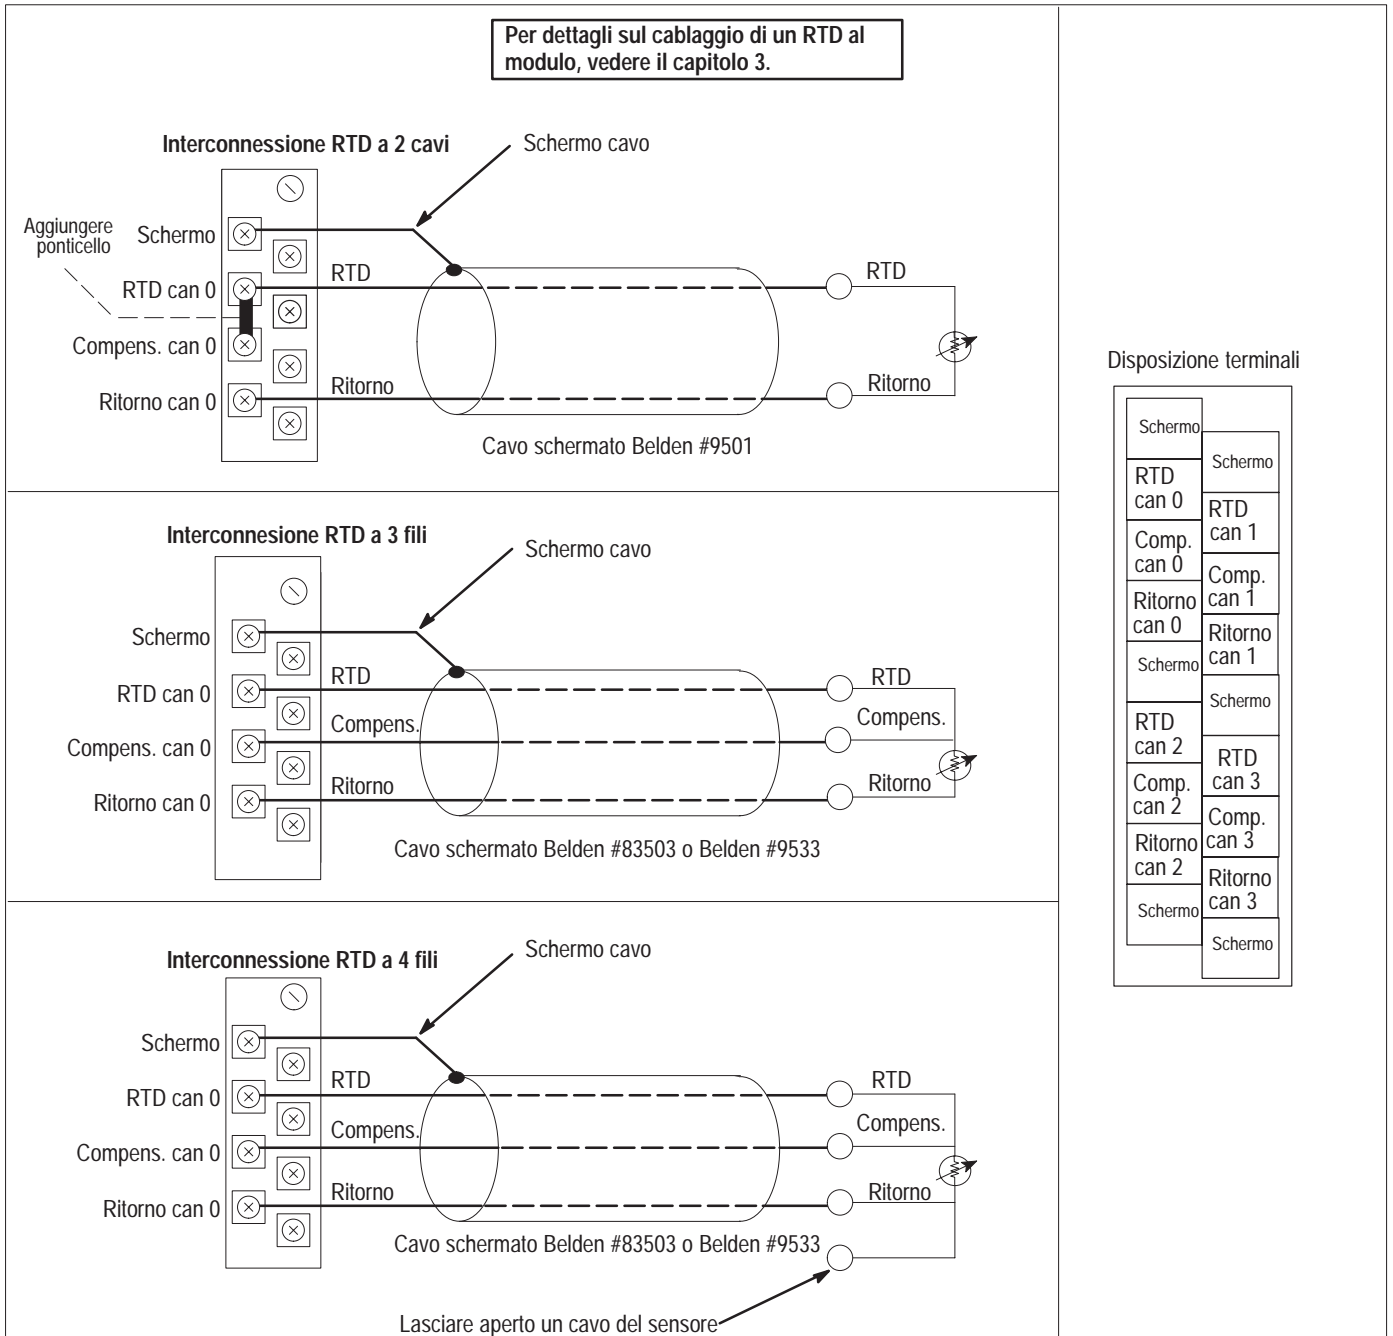 Per dettagli sul cablaggio di un RTD al
modulo, vedere il capitolo 3.
Interconnessione RTD a 2 cavi
Schermo cavo
Aggiungere
ponticello
Schermo
RTD can 0
Compens. can 0
Ritorno can 0
RTD
Ritorno
RTD
Ritorno
Cavo schermato Belden #9501
Interconnesione RTD a 3 fili
Schermo cavo
Schermo
RTD can 0
Compens. can 0
Ritorno can 0
RTD
Compens.
Ritorno
RTD
Compens.
Ritorno
Cavo schermato Belden #83503 o Belden #9533
Interconnessione RTD a 4 fili
Schermo cavo
Schermo
RTD can 0
Compens. can 0
Ritorno can 0
RTD
Compens.
Ritorno
RTD
Compens.
Ritorno
Cavo schermato Belden #83503 o Belden #9533
Lasciare aperto un cavo del sensore
Disposizione terminali
Schermo
RTD
can 0
Comp.
can 0
Ritorno
can 0
Schermo
RTD
can 2
Comp.
can 2
Ritorno
can 2
Schermo
Schermo
RTD
can 1
Comp.
can 1
Ritorno
can 1
Schermo
RTD
can 3
Comp.
can 3
Ritorno
can 3
Schermo